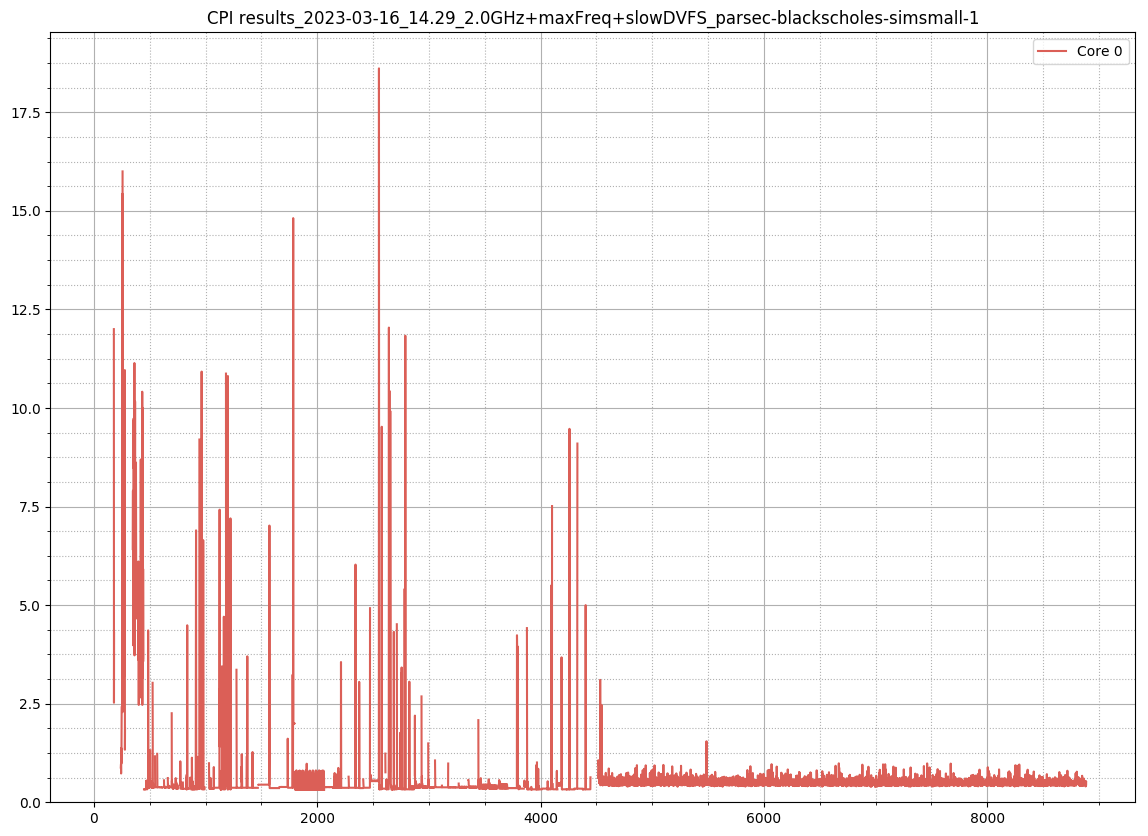 CPI results_2023-03-16_14.29_2.0GHz+maxFreq+slowDVFS_parsec-blackscholes-simsmall-1
Core 0
17.5
15.0
12.5
10.0
7.5
5.0
2.5
0.0
0 2000 4000 6000 8000